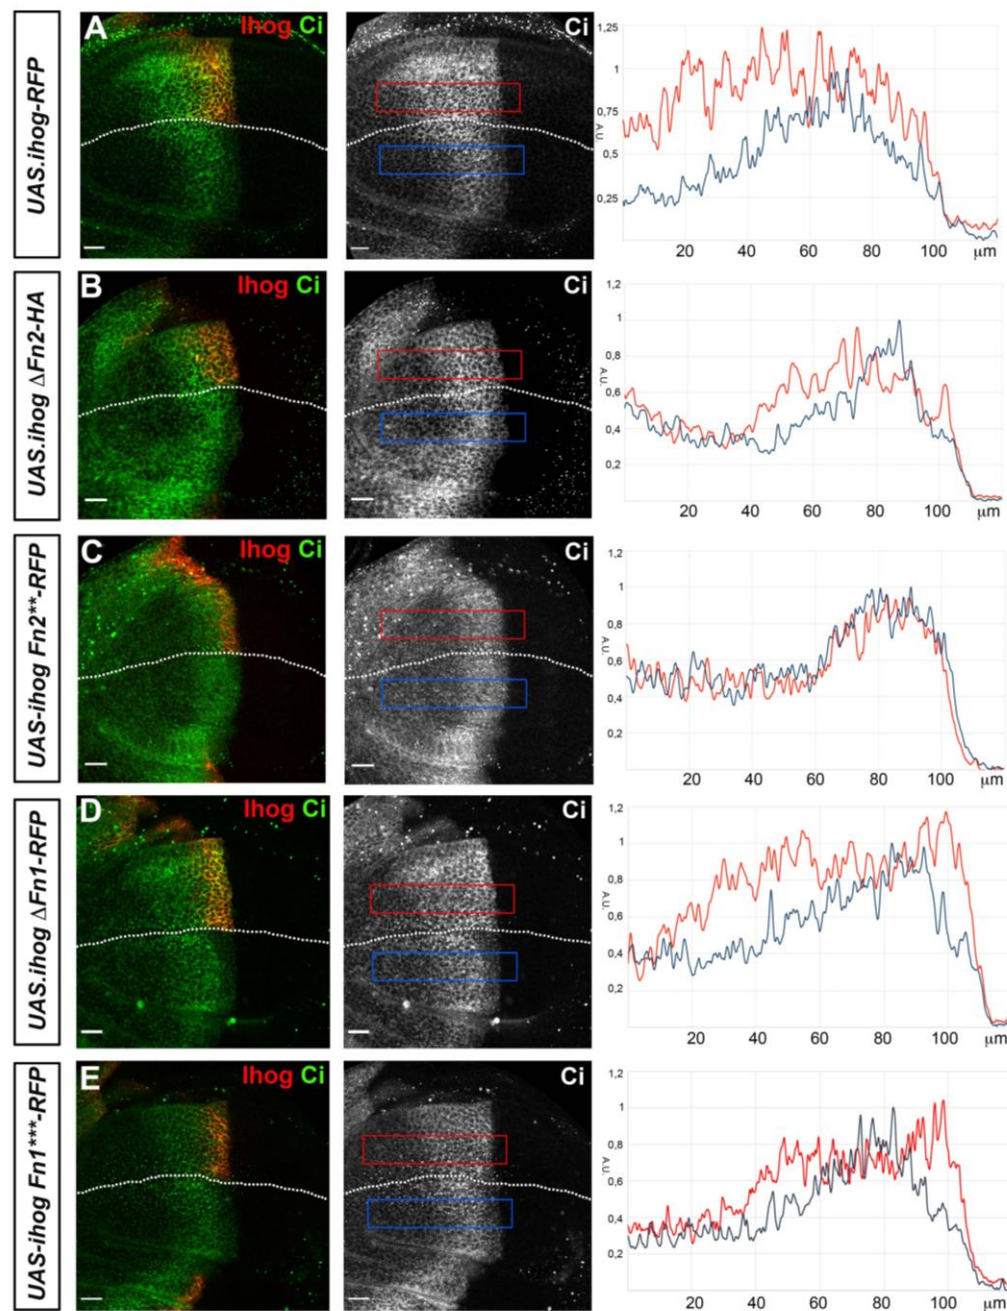 UAS.ihog-RFP
A
Ihog Ci
Ci
1,25
1
0,75
0,5
0,25
A.U.
20 40 60 80 100 μm
UAS.ihog ΔFn2-HA
B
Ihog Ci
Ci
1,2
1
0,8
0,6
0,4
0,2
A.U.
20 40 60 80 100 μm
UAS-ihog Fn2**-RFP
C
Ihog Ci
Ci
1,2
1
0,8
0,6
0,4
0,2
A.U.
20 40 60 80 100 μm
UAS.ihog ΔFn1-RFP
D
Ihog Ci
Ci
1,2
1
0,8
0,6
0,4
0,2
A.U.
20 40 60 80 100 μm
UAS-ihog Fn1***-RFP
E
Ihog Ci
Ci
1,2
1
0,8
0,6
0,4
0,2
A.U.
20 40 60 80 100 μm